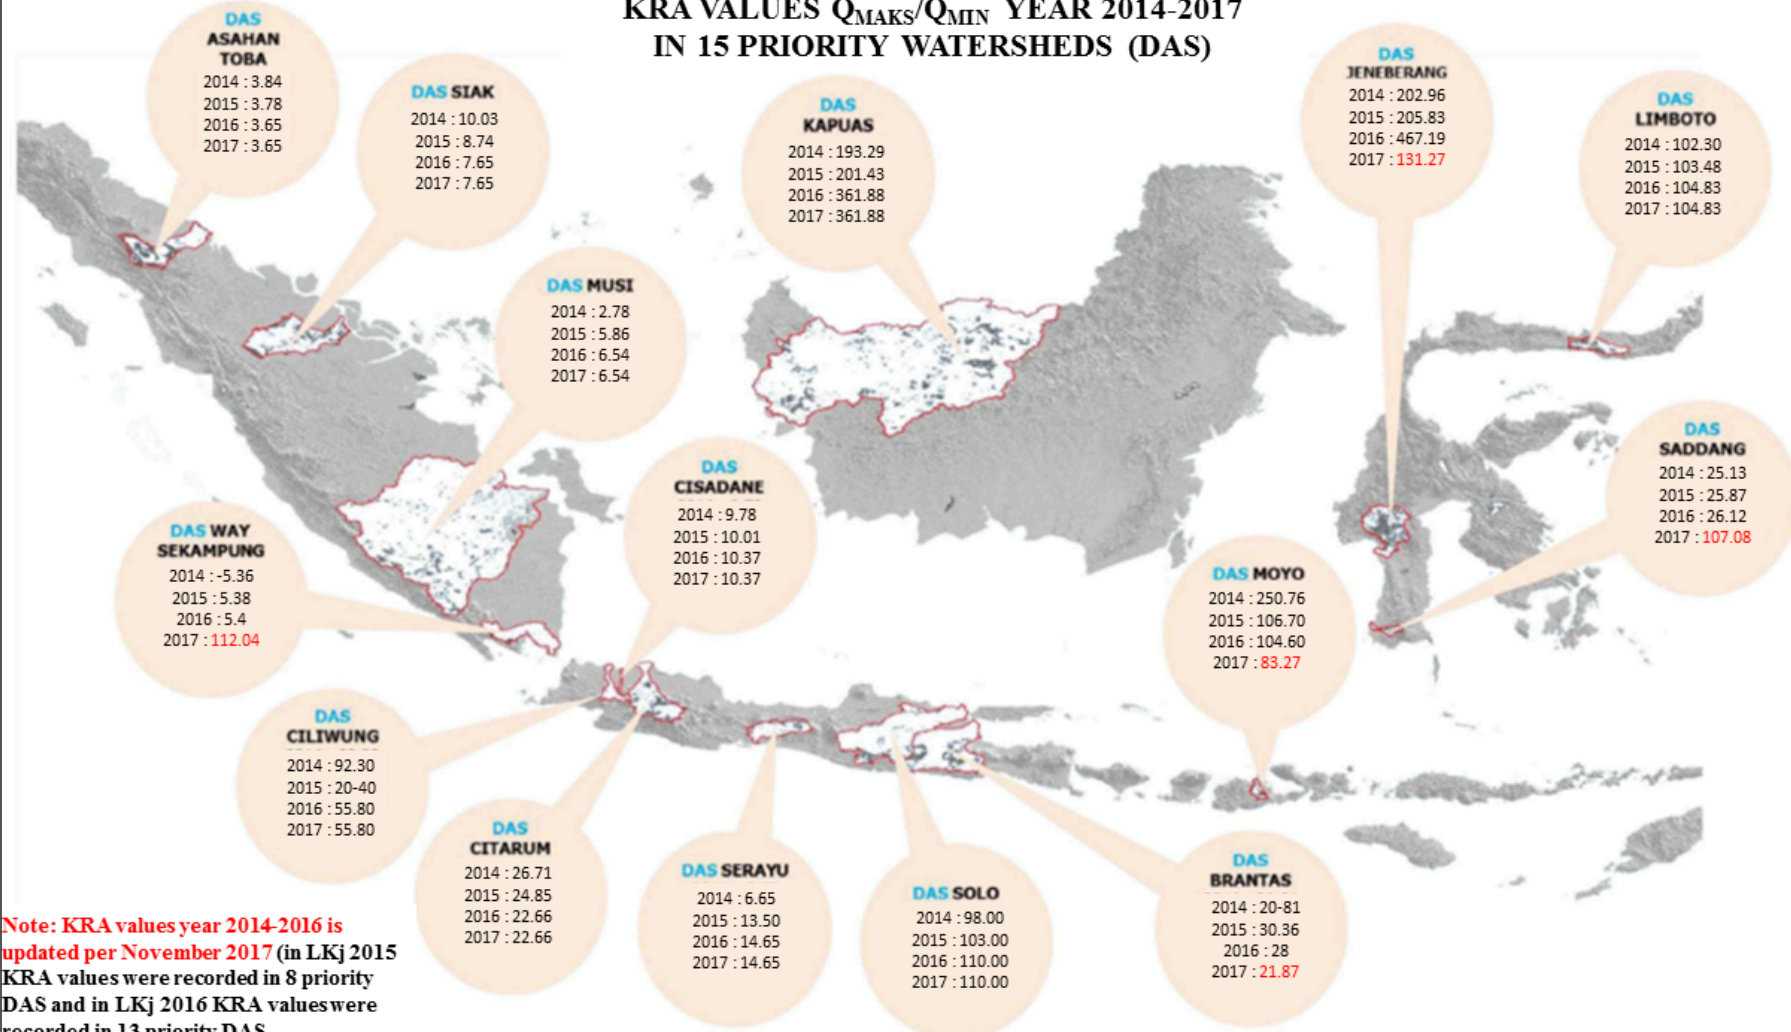 KRA VALUES QMAKS/QMIN YEAR 2014-2017
IN 15 PRIORITY WATERSHEDS (DAS)
DAS
ASAHAN
TOBA
2014 : 3.84
2015 : 3.78
2016 : 3.65
2017 : 3.65
DAS SIAK
2014 : 10.03
2015 : 8.74
2016 : 7.65
2017 : 7.65
DAS
KAPUAS
2014 : 193.29
2015 : 201.43
2016 : 361.88
2017 : 361.88
DAS
JENEBERANG
2014 : 202.96
2015 : 205.83
2016 : 467.19
2017 : 131.27
DAS
LIMBOTO
2014 : 102.30
2015 : 103.48
2016 : 104.83
2017 : 104.83
DAS MUSI
2014 : 2.78
2015 : 5.86
2016 : 6.54
2017 : 6.54
DAS
CISADANE
2014 : 9.78
2015 : 10.01
2016 : 10.37
2017 : 10.37
DAS
SADDANG
2014 : 25.13
2015 : 25.87
2016 : 26.12
2017 : 107.08
DAS WAY
SEKAMPUNG
2014 : -5.36
2015 : 5.38
2016 : 5.4
2017 : 112.04
DAS MOYO
2014 : 250.76
2015 : 106.70
2016 : 104.60
2017 : 83.27
DAS
CILIWUNG
2014 : 92.30
2015 : 20-40
2016 : 55.80
2017 : 55.80
DAS
CITARUM
2014 : 26.71
2015 : 24.85
2016 : 22.66
2017 : 22.66
DAS SERAYU
2014 : 6.65
2015 : 13.50
2016 : 14.65
2017 : 14.65
DAS SOLO
2014 : 98.00
2015 : 103.00
2016 : 110.00
2017 : 110.00
DAS
BRANTAS
2014 : 20-81
2015 : 30.36
2016 : 28
2017 : 21.87
Note: KRA values year 2014-2016 is
updated per November 2017 (in LKj 2015
KRA values were recorded in 8 priority
DAS and in LKj 2016 KRA values were
recorded in 13 priority DAS